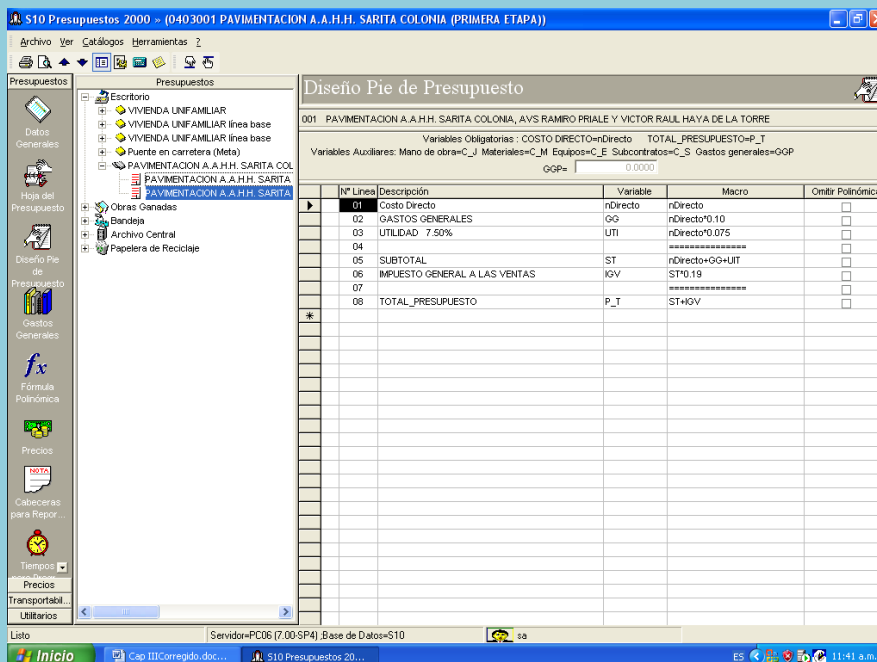 S10 Presupuestos 2000 » (0403001 PAVIMENTACION A.A.H.H. SARITA COLONIA (PRIMERA ETAPA))
Archivo Ver Catálogos Herramientas ?
Presupuestos
Datos
Generales
Hoja del
Presupuesto
Diseño Pie
de
Presupuesto
Gastos
Generales
fx
Fórmula
Polinómica
Precios
NOTA
Cabeceras
para Repor...
Tiempos
Precios
Transportabil...
Utilitarios
Presupuestos
Escritorio
VIVIENDA UNIFAMILIAR
VIVIENDA UNIFAMILIAR línea base
VIVIENDA UNIFAMILIAR línea base
Puente en carretera (Meta)
PAVIMENTACION A.A.H.H. SARITA COL
PAVIMENTACION A.A.H.H. SARITA
PAVIMENTACION A.A.H.H. SARITA
Obras Ganadas
Bandeja
Archivo Central
Papelera de Reciclaje
Diseño Pie de Presupuesto
001 PAVIMENTACION A.A.H.H. SARITA COLONIA, AVS RAMIRO PRIALE Y VICTOR RAUL HAYA DE LA TORRE
Variables Obligatorias : COSTO DIRECTO=nDirecto TOTAL_PRESUPUESTO=P_T
Variables Auxiliares: Mano de obra=C_J Materiales=C_M Equipos=C_E Subcontratos=C_S Gastos generales=GGP
GGP= 0.0000
Nº Linea Descripción Variable Macro Omitir Polinómica
01 Costo Directo nDirecto nDirecto
02 GASTOS GENERALES GG nDirecto*0.10
03 UTILIDAD 7.50% UTI nDirecto*0.075
04 ===============
05 SUBTOTAL ST nDirecto+GG+UIT
06 IMPUESTO GENERAL A LAS VENTAS IGV ST*0.19
07 ===============
08 TOTAL_PRESUPUESTO P_T ST+IGV
*
Listo Servidor=PC06 (7.00-SP4) ;Base de Datos=S10 sa
Inicio Cap IIICorregido.doc... S10 Presupuestos 20... ES 11:41 a.m.